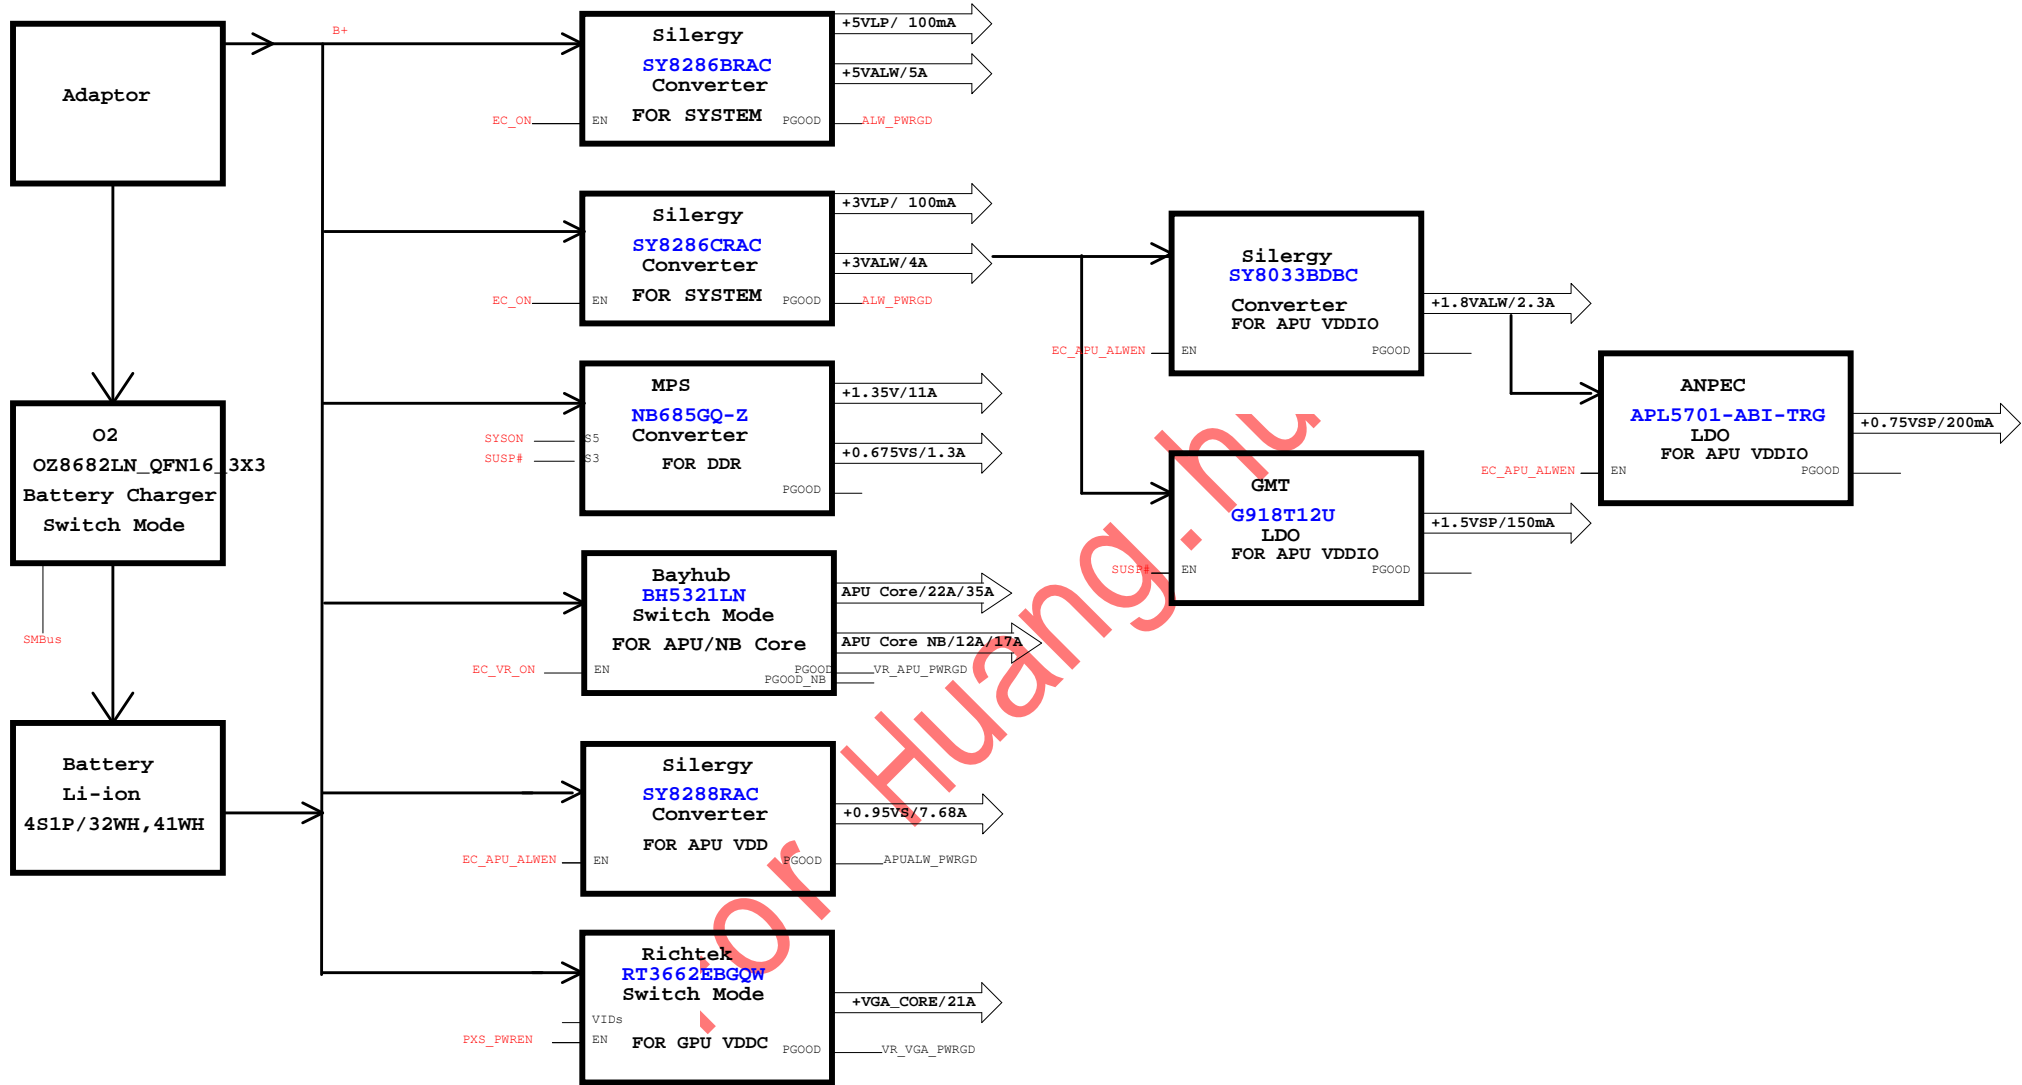 Adaptor
O2
OZ8682LN_QFN16_3X3
Battery Charger
Switch Mode
SMBus
Battery
Li-ion
4S1P/32WH,41WH
B+
Silergy
SY8286BRAC
Converter
FOR SYSTEM
EC_ON
EN
PGOOD
ALW_PWRGD
+5VLP/ 100mA
+5VALW/5A
Silergy
SY8286CRAC
Converter
FOR SYSTEM
EC_ON
EN
PGOOD
ALW_PWRGD
+3VLP/ 100mA
+3VALW/4A
MPS
NB685GQ-Z
Converter
FOR DDR
SYSON
S5
SUSP#
S3
PGOOD
+1.35V/11A
+0.675VS/1.3A
Bayhub
BH5321LN
Switch Mode
FOR APU/NB Core
EC_VR_ON
EN
PGOOD
PGOOD_NB
VR_APU_PWRGD
APU Core/22A/35A
APU Core NB/12A/17A
Silergy
SY8288RAC
Converter
FOR APU VDD
EC_APU_ALWEN
EN
PGOOD
APUALW_PWRGD
+0.95VS/7.68A
Richtek
RT3662EBGQW
Switch Mode
VIDs
FOR GPU VDDC
PXS_PWREN
EN
PGOOD
VR_VGA_PWRGD
+VGA_CORE/21A
Silergy
SY8033BDBC
Converter
FOR APU VDDIO
EC_APU_ALWEN
EN
PGOOD
+1.8VALW/2.3A
GMT
G918T12U
LDO
FOR APU VDDIO
SUSP#
EN
PGOOD
+1.5VSP/150mA
ANPEC
APL5701-ABI-TRG
LDO
FOR APU VDDIO
EC_APU_ALWEN
EN
PGOOD
+0.75VSP/200mA
Huang.